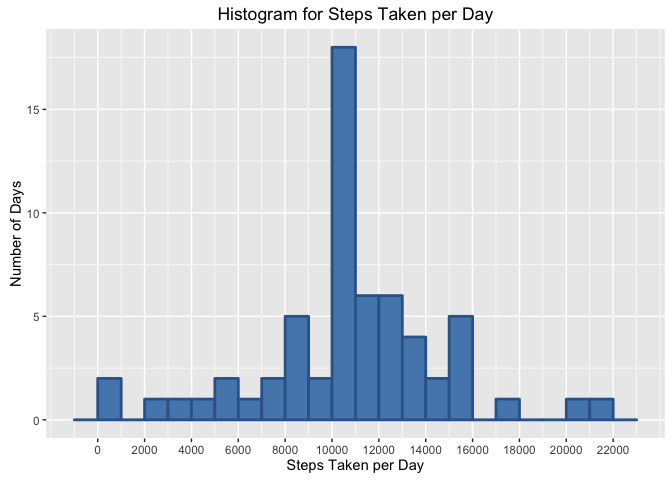 Histogram for Steps Taken per Day
Number of Days
15
10
5
0
0 2000 4000 6000 8000 10000 12000 14000 16000 18000 20000 22000
Steps Taken per Day